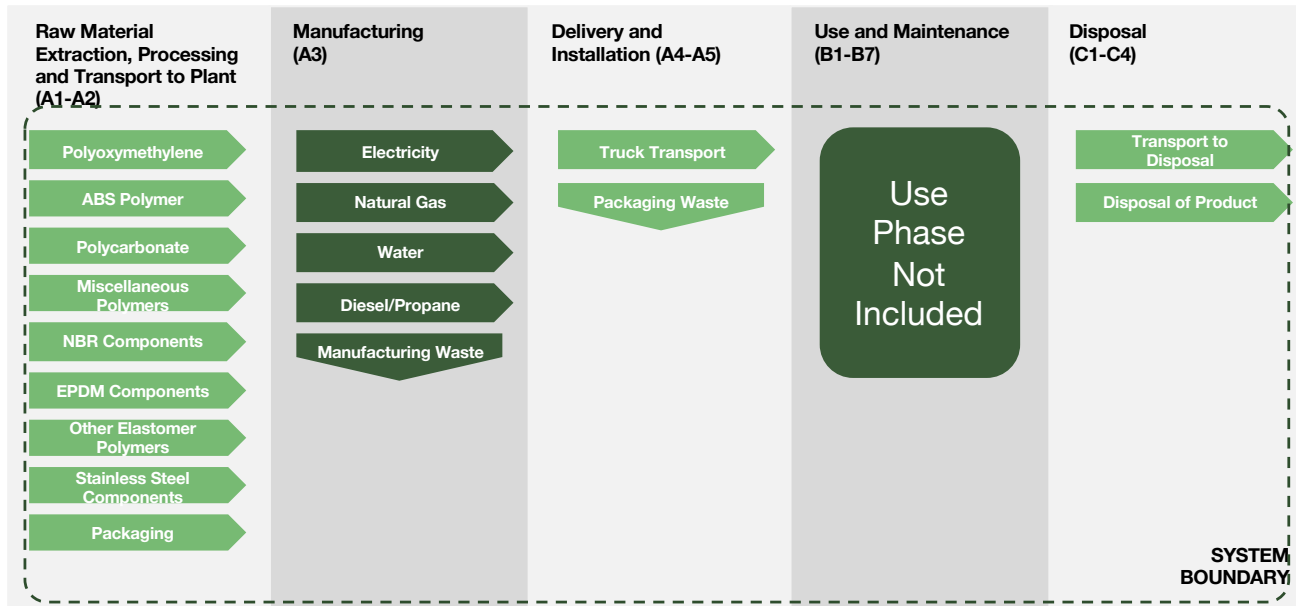 Raw Material
Extraction, Processing
and Transport to Plant
(A1-A2)
Polyoxymethylene
ABS Polymer
Polycarbonate
Miscellaneous
Polymers
NBR Components
EPDM Components
Other Elastomer
Polymers
Stainless Steel
Components
Packaging
Manufacturing
(A3)
Electricity
Natural Gas
Water
Diesel/Propane
Manufacturing Waste
Delivery and
Installation (A4-A5)
Truck Transport
Packaging Waste
Use and Maintenance
(B1-B7)
Use
Phase
Not
Included
Disposal
(C1-C4)
Transport to
Disposal
Disposal of Product
SYSTEM
BOUNDARY